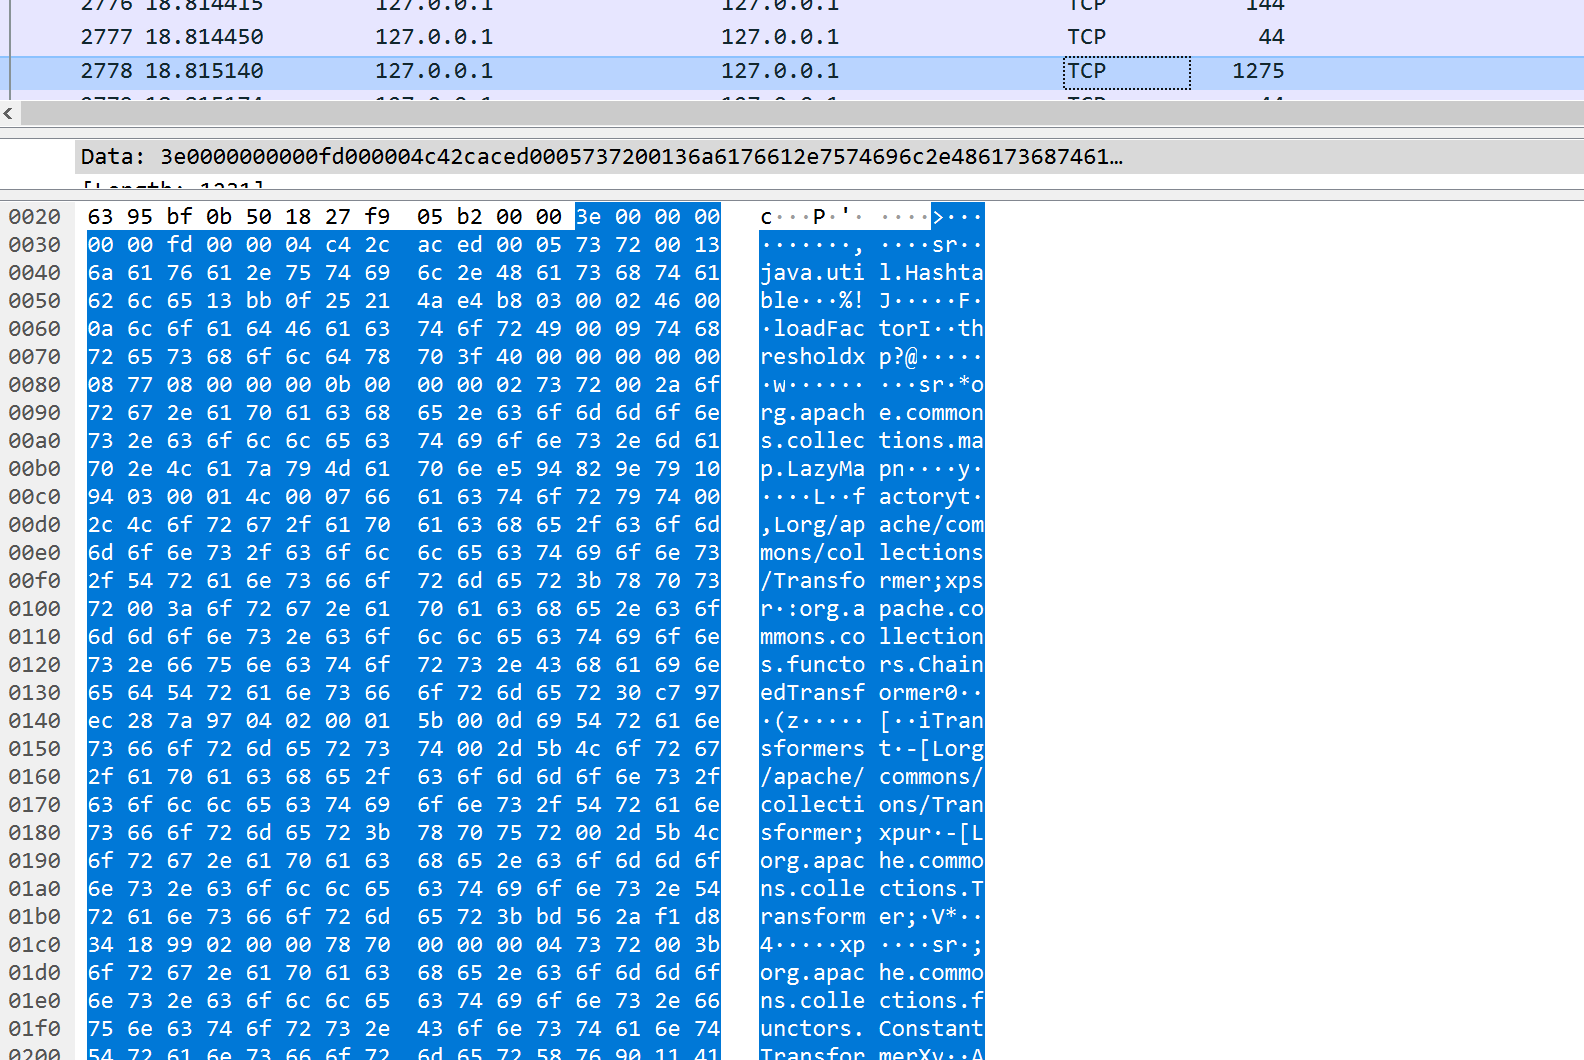 2776 18.814415 127.0.0.1 127.0.0.1 TCP 144
2777 18.814450 127.0.0.1 127.0.0.1 TCP 44
2778 18.815140 127.0.0.1 127.0.0.1 TCP 1275
2779 18.815174 127.0.0.1 127.0.0.1 TCP 44
Data: 3e0000000000fd000004c42caced0005737200136a6176612e7574696c2e486173687461…
[Length: 1231]
0020 63 95 bf 0b 50 18 27 f9 05 b2 00 00 3e 00 00 00 c···P·'· ····>···
0030 00 00 fd 00 00 04 c4 2c ac ed 00 05 73 72 00 13 ·······, ····sr··
0040 6a 61 76 61 2e 75 74 69 6c 2e 48 61 73 68 74 61 java.uti l.Hashta
0050 62 6c 65 13 bb 0f 25 21 4a e4 b8 03 00 02 46 00 ble···%! J·····F·
0060 0a 6c 6f 61 64 46 61 63 74 6f 72 49 00 09 74 68 ·loadFac torI··th
0070 72 65 73 68 6f 6c 64 78 70 3f 40 00 00 00 00 00 resholdx p?@·····
0080 08 77 08 00 00 00 0b 00 00 00 02 73 72 00 2a 6f ·w······ ···sr·*o
0090 72 67 2e 61 70 61 63 68 65 2e 63 6f 6d 6d 6f 6e rg.apach e.common
00a0 73 2e 63 6f 6c 6c 65 63 74 69 6f 6e 73 2e 6d 61 s.collec tions.ma
00b0 70 2e 4c 61 7a 79 4d 61 70 6e e5 94 82 9e 79 10 p.LazyMa pn····y·
00c0 94 03 00 01 4c 00 07 66 61 63 74 6f 72 79 74 00 ····L··f actoryt·
00d0 2c 4c 6f 72 67 2f 61 70 61 63 68 65 2f 63 6f 6d ,Lorg/ap ache/com
00e0 6d 6f 6e 73 2f 63 6f 6c 6c 65 63 74 69 6f 6e 73 mons/col lections
00f0 2f 54 72 61 6e 73 66 6f 72 6d 65 72 3b 78 70 73 /Transfo rmer;xps
0100 72 00 3a 6f 72 67 2e 61 70 61 63 68 65 2e 63 6f r·:org.a pache.co
0110 6d 6d 6f 6e 73 2e 63 6f 6c 6c 65 63 74 69 6f 6e mmons.co llection
0120 73 2e 66 75 6e 63 74 6f 72 73 2e 43 68 61 69 6e s.functo rs.Chain
0130 65 64 54 72 61 6e 73 66 6f 72 6d 65 72 30 c7 97 edTransf ormer0··
0140 ec 28 7a 97 04 02 00 01 5b 00 0d 69 54 72 61 6e ·(z····· [··iTran
0150 73 66 6f 72 6d 65 72 73 74 00 2d 5b 4c 6f 72 67 sformers t·-[Lorg
0160 2f 61 70 61 63 68 65 2f 63 6f 6d 6d 6f 6e 73 2f /apache/ commons/
0170 63 6f 6c 6c 65 63 74 69 6f 6e 73 2f 54 72 61 6e collecti ons/Tran
0180 73 66 6f 72 6d 65 72 3b 78 70 75 72 00 2d 5b 4c sformer; xpur·-[L
0190 6f 72 67 2e 61 70 61 63 68 65 2e 63 6f 6d 6d 6f org.apac he.commo
01a0 6e 73 2e 63 6f 6c 6c 65 63 74 69 6f 6e 73 2e 54 ns.colle ctions.T
01b0 72 61 6e 73 66 6f 72 6d 65 72 3b bd 56 2a f1 d8 ransform er;·V*··
01c0 34 18 99 02 00 00 78 70 00 00 00 04 73 72 00 3b 4·····xp ····sr·;
01d0 6f 72 67 2e 61 70 61 63 68 65 2e 63 6f 6d 6d 6f org.apac he.commo
01e0 6e 73 2e 63 6f 6c 6c 65 63 74 69 6f 6e 73 2e 66 ns.colle ctions.f
01f0 75 6e 63 74 6f 72 73 2e 43 6f 6e 73 74 61 6e 74 unctors. Constant
0200 54 72 61 6e 73 66 6f 72 6d 65 72 58 76 90 11 41 Transfor merXv··A